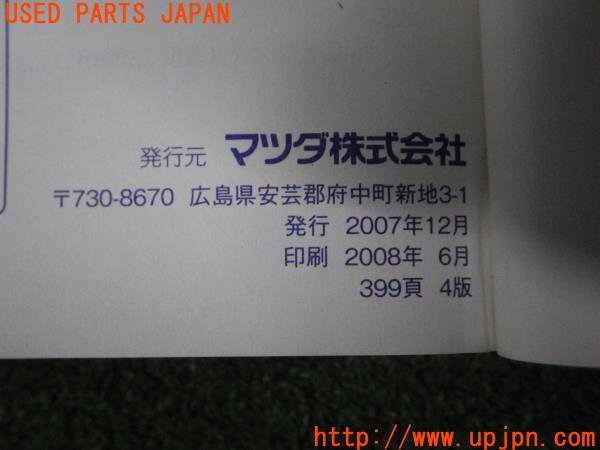 USED PARTS JAPAN
発行元 マツダ株式会社
〒730-8670 広島県安芸郡府中町新地3-1
発行 2007年12月
印刷 2008年 6月
399頁 4版
http://www.upjpn.com/